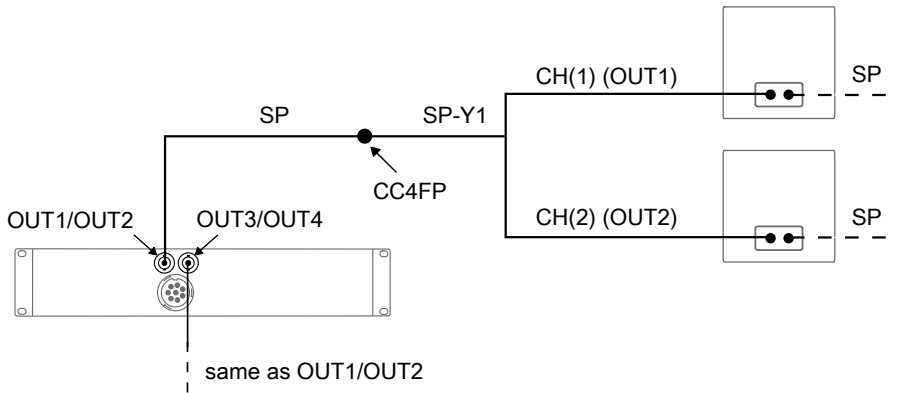 CH(1) (OUT1)
SP
SP
SP-Y1
CC4FP
OUT1/OUT2
OUT3/OUT4
CH(2) (OUT2)
SP
same as OUT1/OUT2